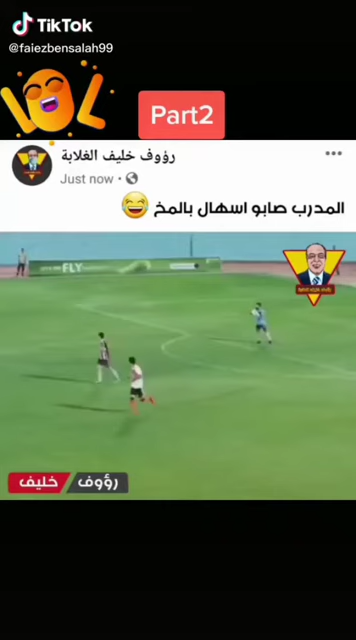 TikTok
@faiezbensalah99
LOL
Part2
رؤوف خليف الغلابة
Just now
المدرب صابو اسهال بالمخ
FLY
رؤوف خليف